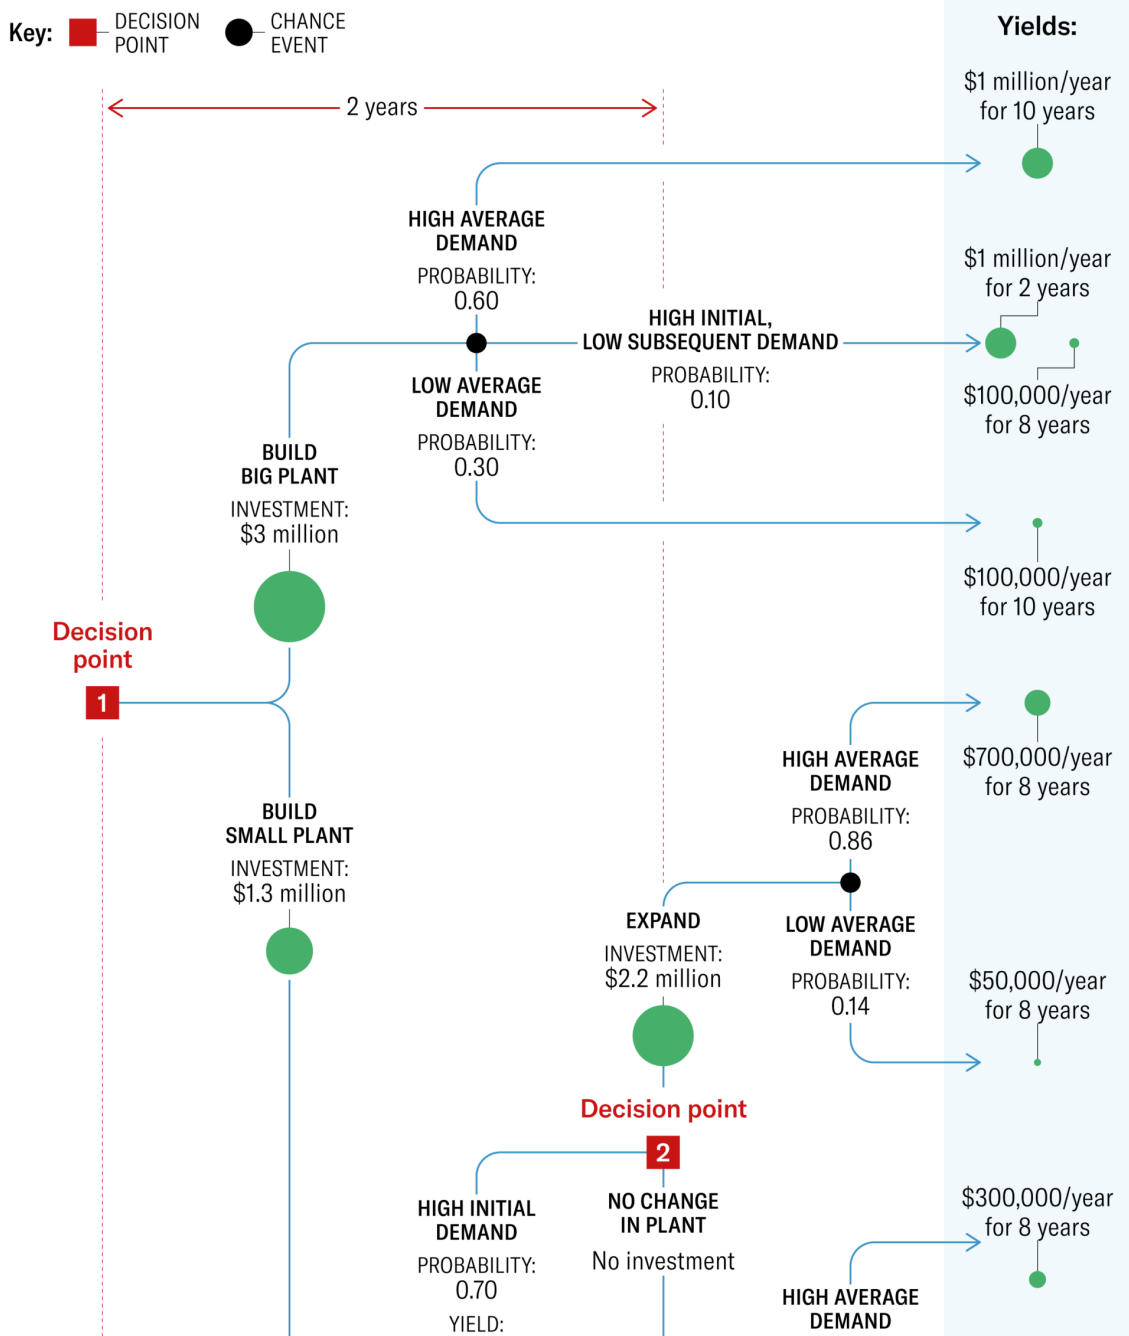 Key:
DECISION
POINT
CHANCE
EVENT
Yields:
2 years
$1 million/year
for 10 years
HIGH AVERAGE
DEMAND
PROBABILITY:
0.60
$1 million/year
for 2 years
HIGH INITIAL,
LOW SUBSEQUENT DEMAND
PROBABILITY:
0.10
$100,000/year
for 8 years
LOW AVERAGE
DEMAND
PROBABILITY:
0.30
BUILD
BIG PLANT
INVESTMENT:
$3 million
$100,000/year
for 10 years
Decision
point
1
$700,000/year
for 8 years
HIGH AVERAGE
DEMAND
PROBABILITY:
0.86
BUILD
SMALL PLANT
INVESTMENT:
$1.3 million
EXPAND
INVESTMENT:
$2.2 million
LOW AVERAGE
DEMAND
PROBABILITY:
0.14
$50,000/year
for 8 years
Decision point
2
HIGH INITIAL
DEMAND
PROBABILITY:
0.70
YIELD:
NO CHANGE
IN PLANT
No investment
$300,000/year
for 8 years
HIGH AVERAGE
DEMAND